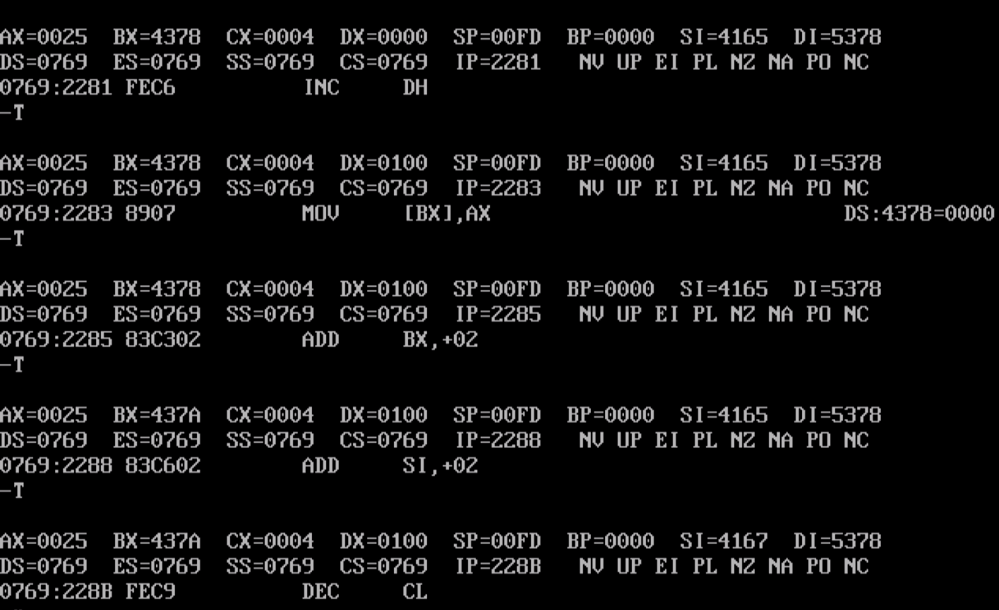 AX=0025  BX=4378  CX=0004  DX=0000  SP=00FD  BP=0000  SI=4165  DI=5378
DS=0769  ES=0769  SS=0769  CS=0769  IP=2281   NV UP EI PL NZ NA PO NC
0769:2281 FEC6          INC     DH
-T
AX=0025  BX=4378  CX=0004  DX=0100  SP=00FD  BP=0000  SI=4165  DI=5378
DS=0769  ES=0769  SS=0769  CS=0769  IP=2283   NV UP EI PL NZ NA PO NC
0769:2283 8907          MOV     [BX],AX                            DS:4378=0000
-T
AX=0025  BX=4378  CX=0004  DX=0100  SP=00FD  BP=0000  SI=4165  DI=5378
DS=0769  ES=0769  SS=0769  CS=0769  IP=2285   NV UP EI PL NZ NA PO NC
0769:2285 83C302        ADD     BX,+02
-T
AX=0025  BX=437A  CX=0004  DX=0100  SP=00FD  BP=0000  SI=4165  DI=5378
DS=0769  ES=0769  SS=0769  CS=0769  IP=2288   NV UP EI PL NZ NA PO NC
0769:2288 83C602        ADD     SI,+02
-T
AX=0025  BX=437A  CX=0004  DX=0100  SP=00FD  BP=0000  SI=4167  DI=5378
DS=0769  ES=0769  SS=0769  CS=0769  IP=228B   NV UP EI PL NZ NA PO NC
0769:228B FEC9          DEC     CL